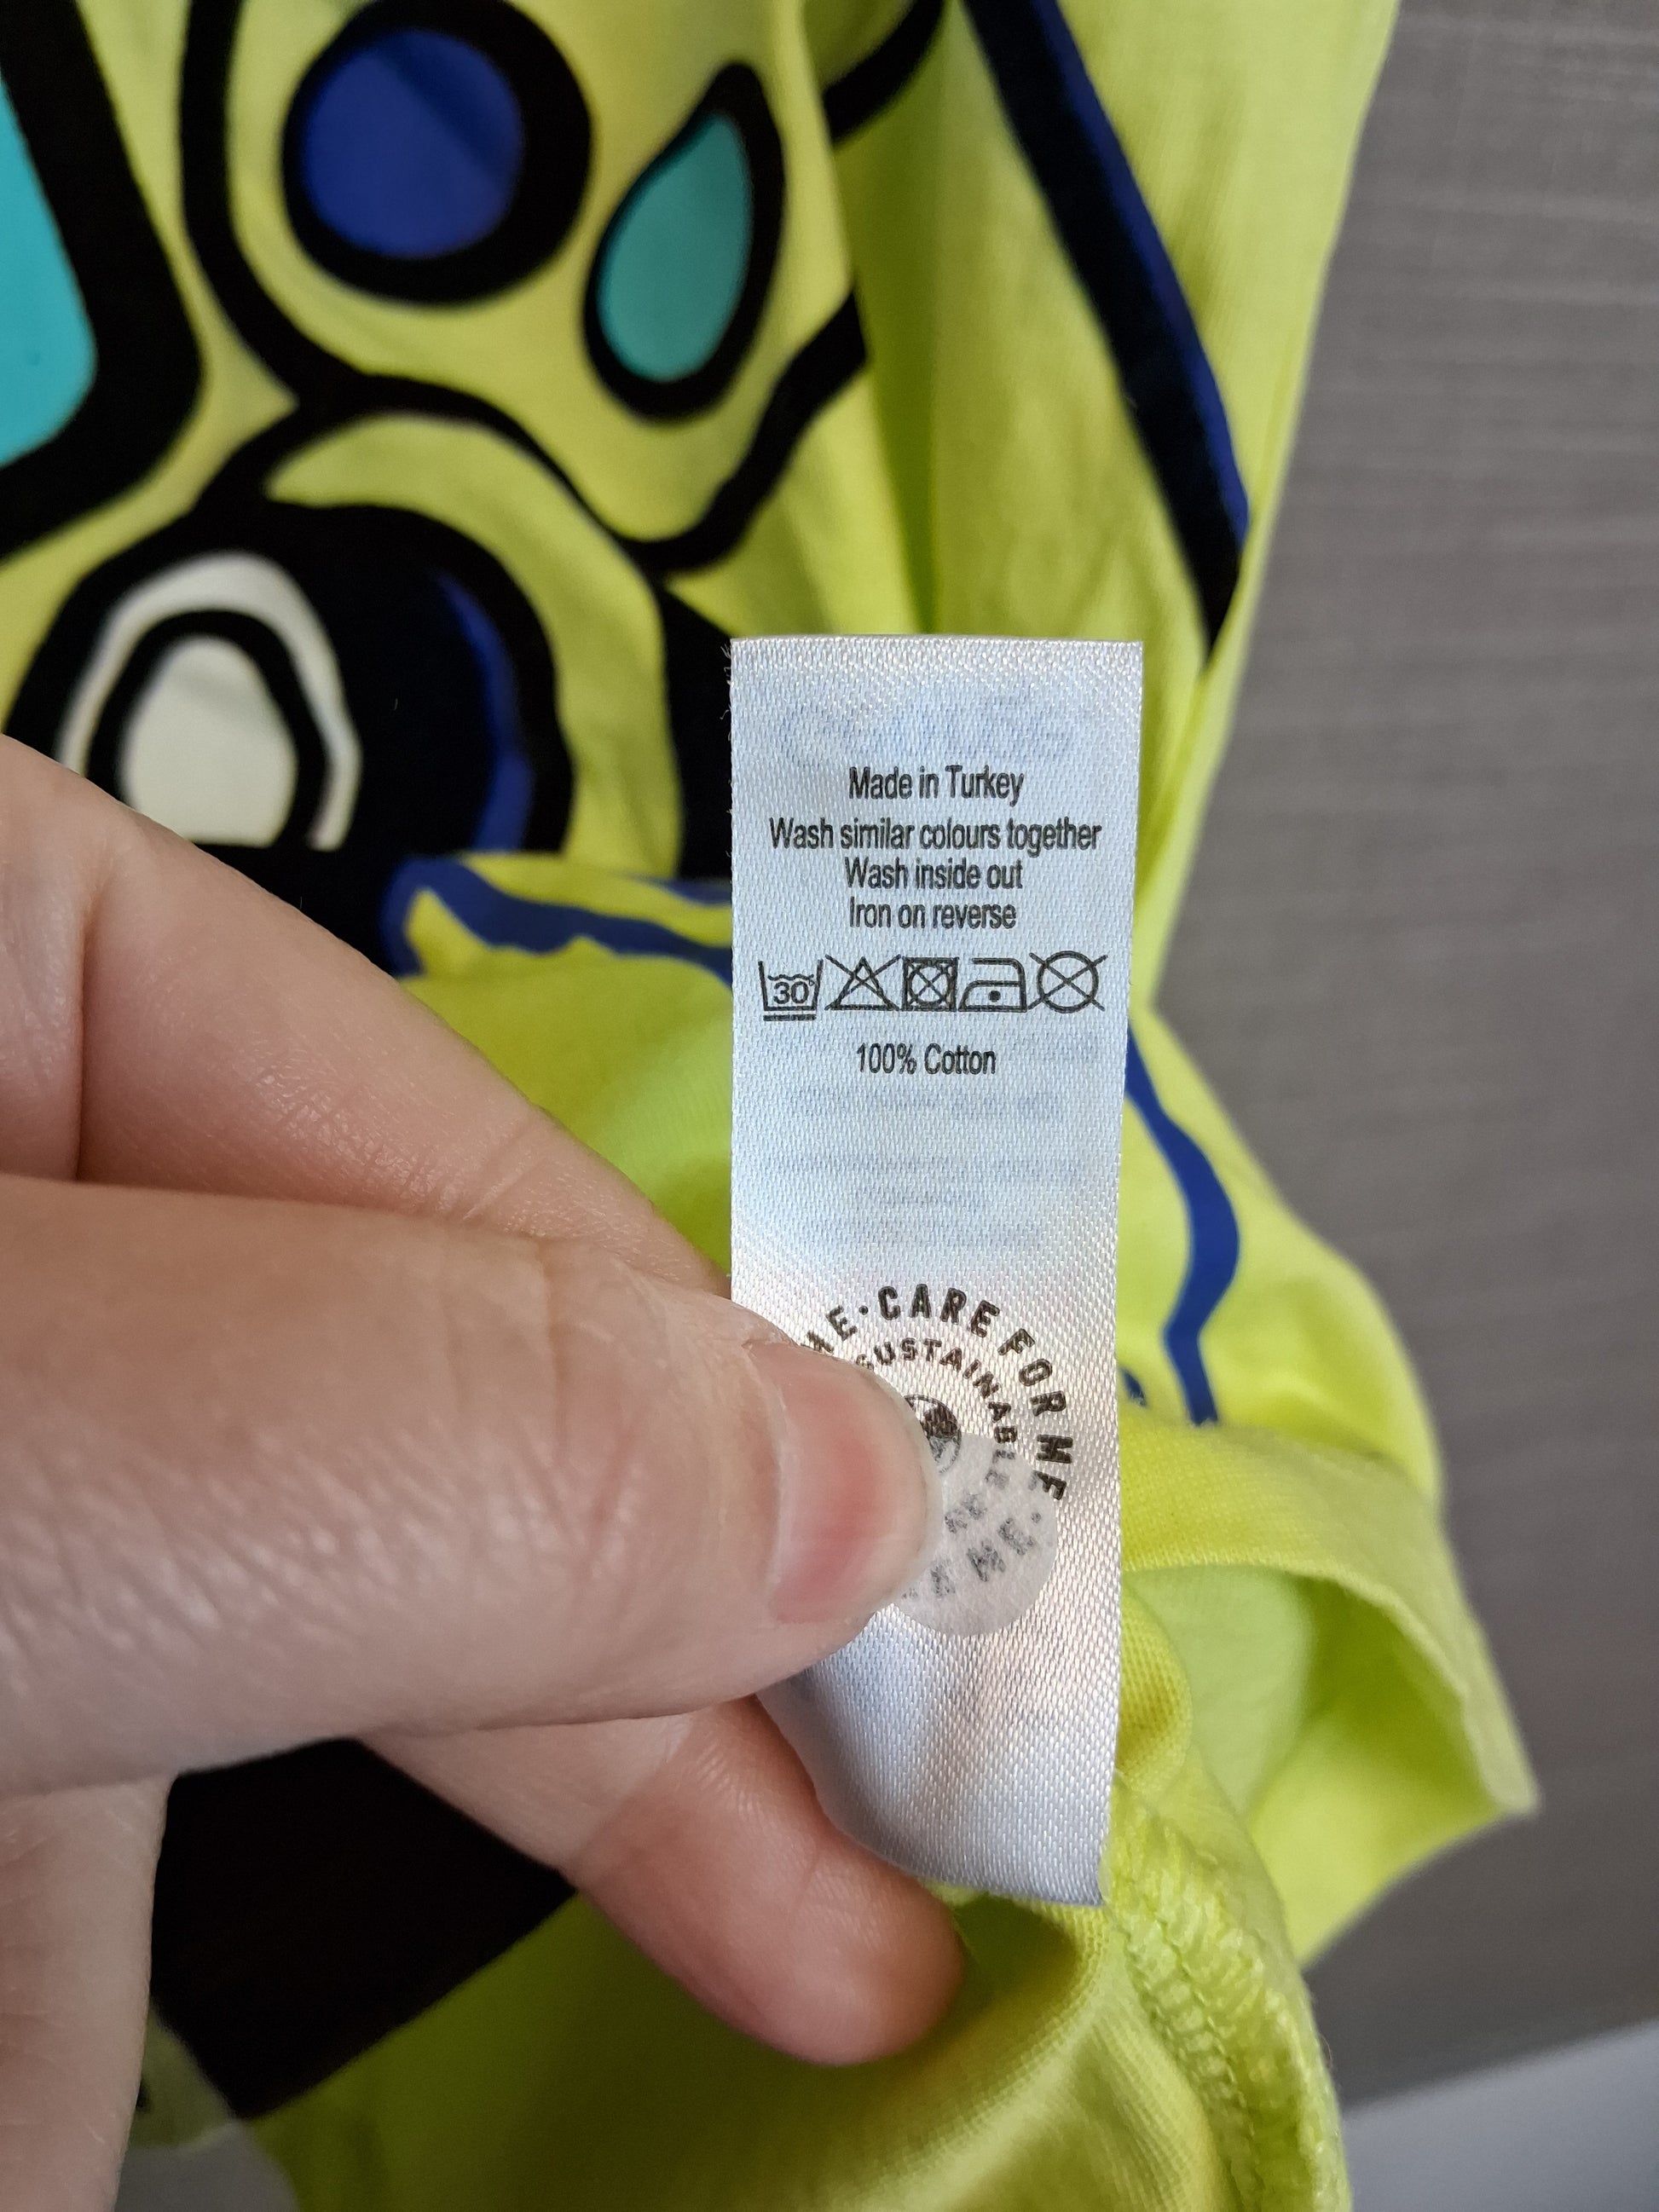 Made in Turkey
Wash similar colours together
Wash inside out
Iron on reverse
30°
100% Cotton
CARE FOR ME
SUSTAINABLE